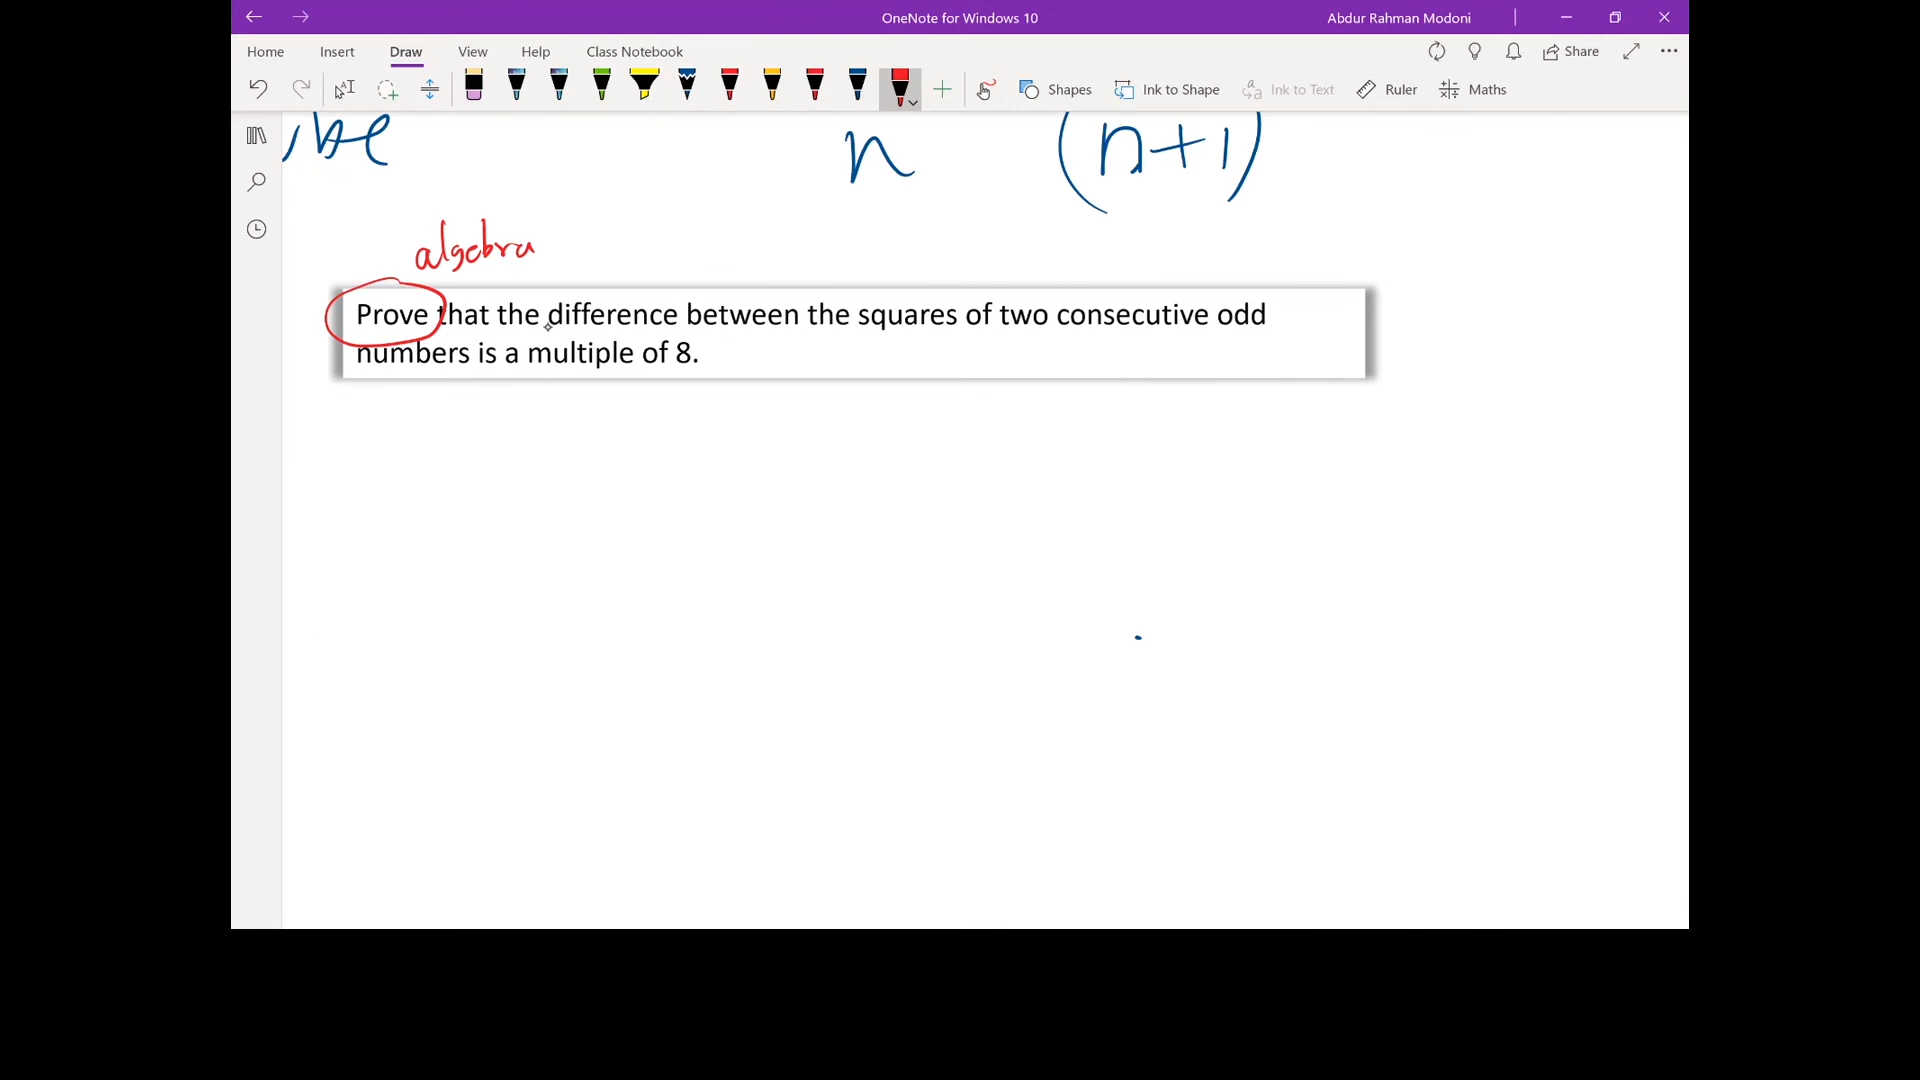 OneNote for Windows 10
Abdur Rahman Modoni
Home Insert Draw View Help Class Notebook
Share
Shapes Ink to Shape Ink to Text Ruler Maths
n (n+1)
algebra
Prove that the difference between the squares of two consecutive odd
numbers is a multiple of 8.